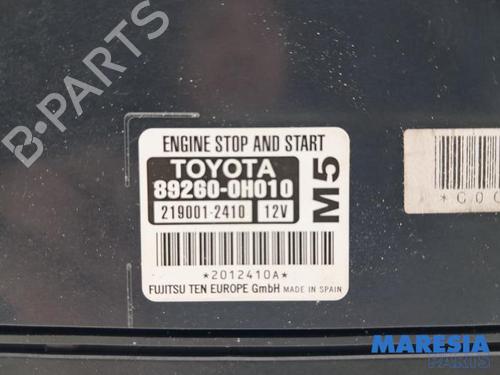 B-PARTS
ENGINE STOP AND START
TOYOTA
89260-0H010
219001-2410 12V
M5
*2012410A*
FUJITSU TEN EUROPE GmbH MADE IN SPAIN
MARESIA
PARTS